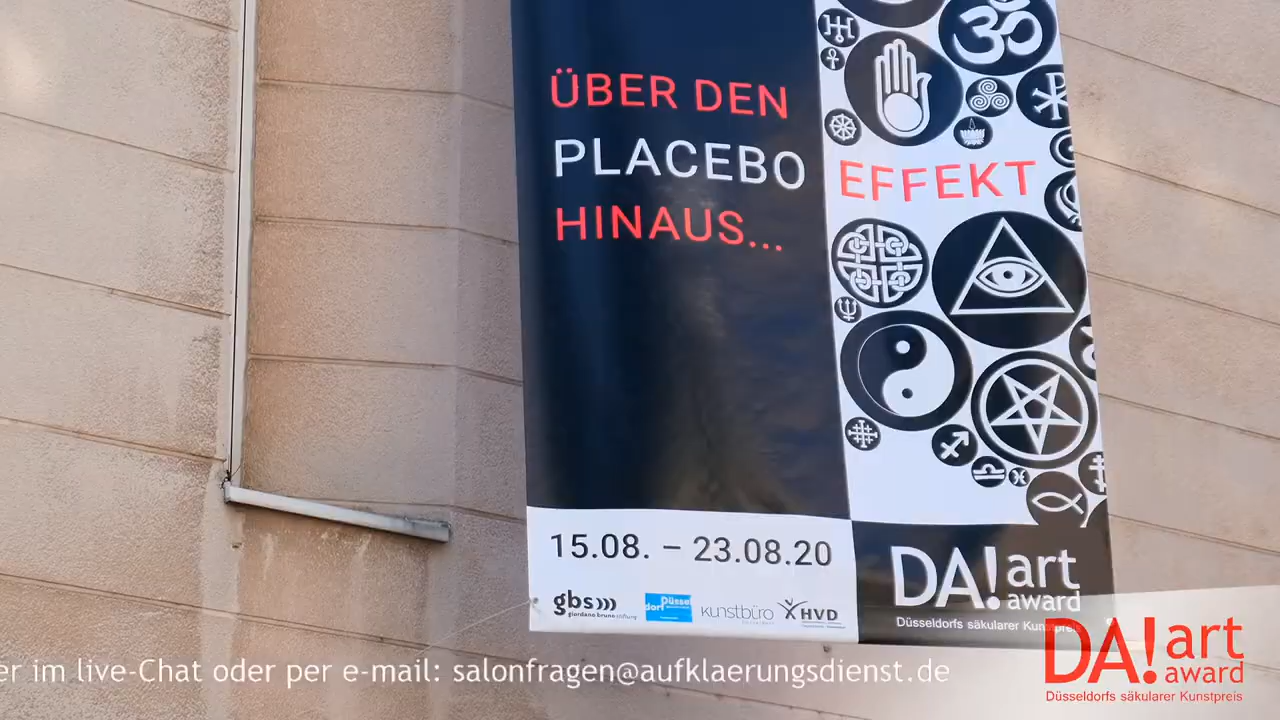 ÜBER DEN
PLACEBO
EFFEKT
HINAUS...
15.08. – 23.08.20
gbs
giordano bruno stiftung
Düssel
dorf
kunstbüro
HVD
DA!art
award
Düsseldorfs säkularer Kunstpreis
er im live-Chat oder per e-mail: salonfragen@aufklaerungsdienst.de
DA!art
award
Düsseldorfs säkularer Kunstpreis